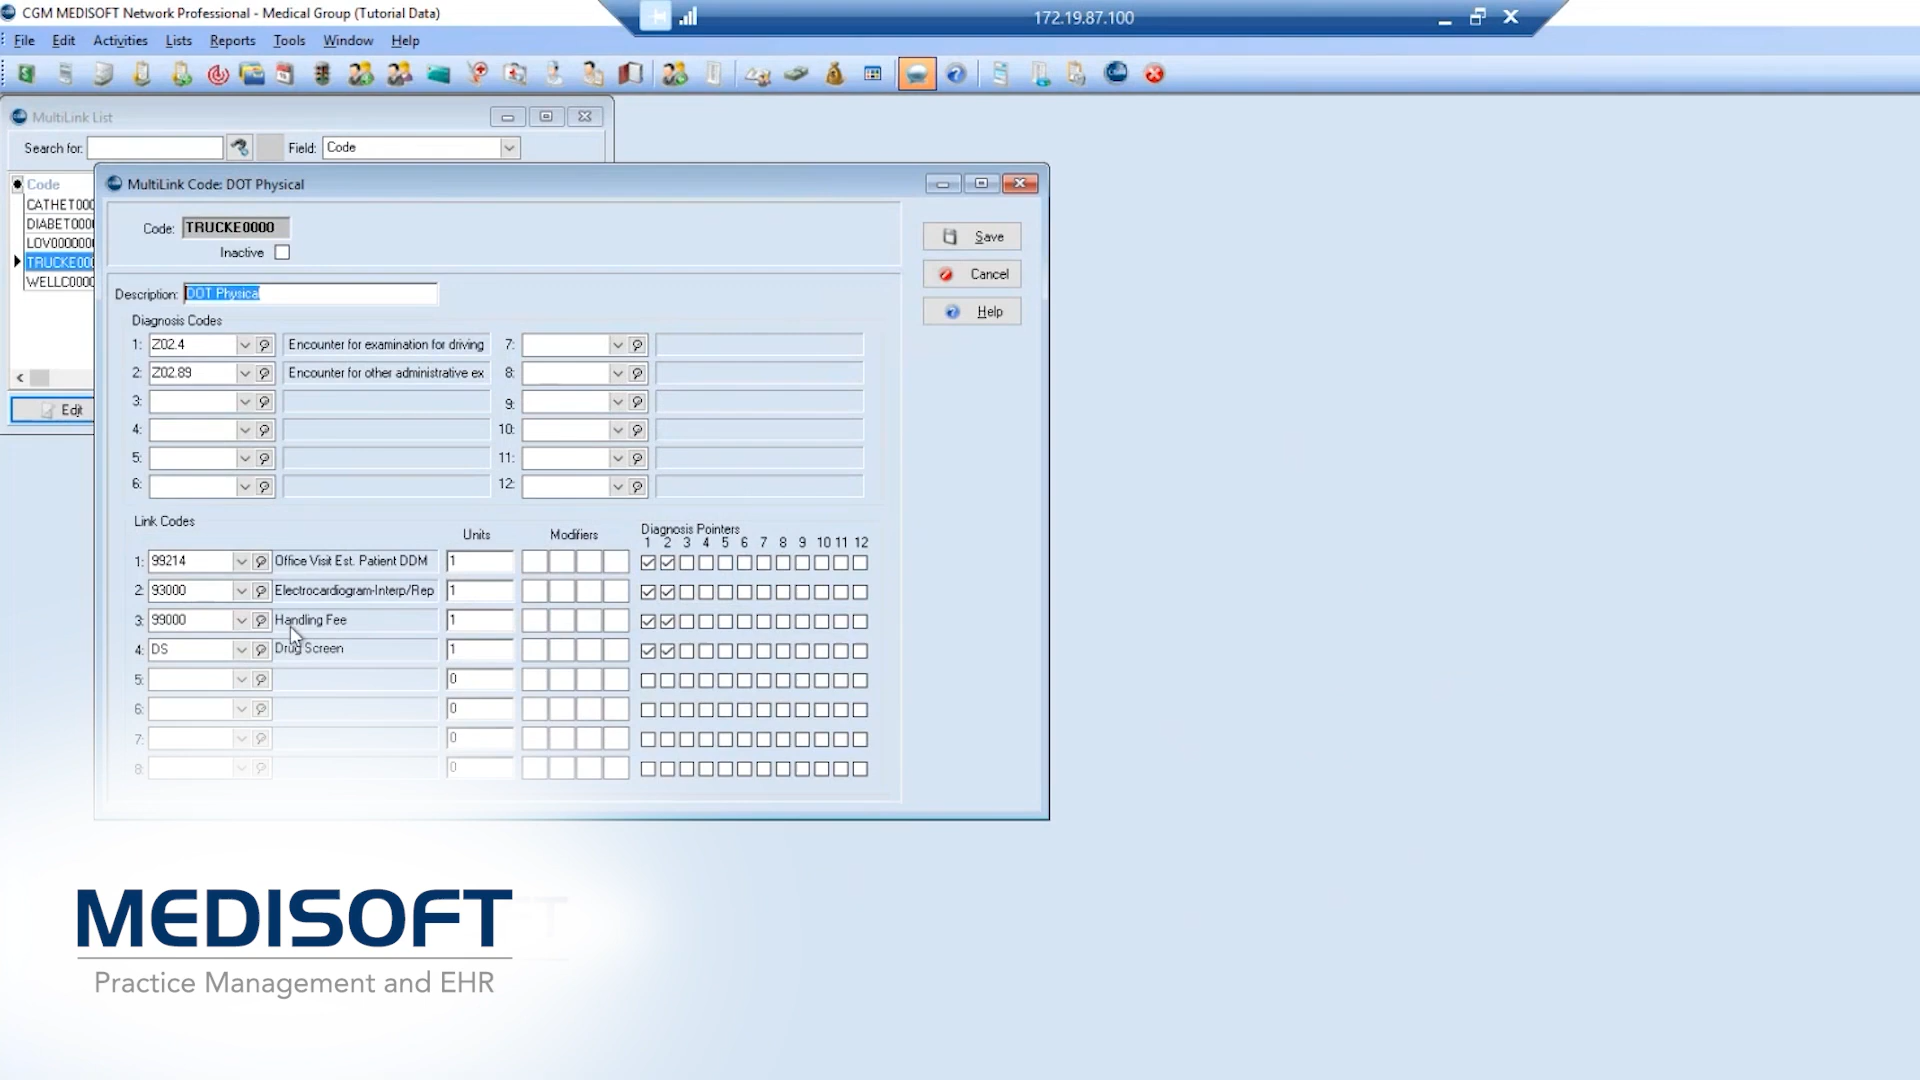 CGM MEDISOFT Network Professional - Medical Group (Tutorial Data)
172.19.87.100
File Edit Activities Lists Reports Tools Window Help
MultiLink List
Search for: Field: Code
Code
CATHET000
DIABET000
LOV000000
TRUCKE000
WELLC0000
Edit
MultiLink Code: DOT Physical
Code: TRUCKE0000
Inactive
Save
Cancel
Help
Description: DOT Physical
Diagnosis Codes
1: Z02.4 Encounter for examination for driving 7:
2: Z02.89 Encounter for other administrative ex 8:
3: 9:
4: 10:
5: 11:
6: 12:
Link Codes Units Modifiers Diagnosis Pointers
1 2 3 4 5 6 7 8 9 10 11 12
1: 99214 Office Visit Est. Patient DDM 1
2: 93000 Electrocardiogram-Interp/Rep 1
3: 99000 Handling Fee 1
4: DS Drug Screen 1
5: 0
6: 0
7: 0
8: 0
MEDISOFT
Practice Management and EHR